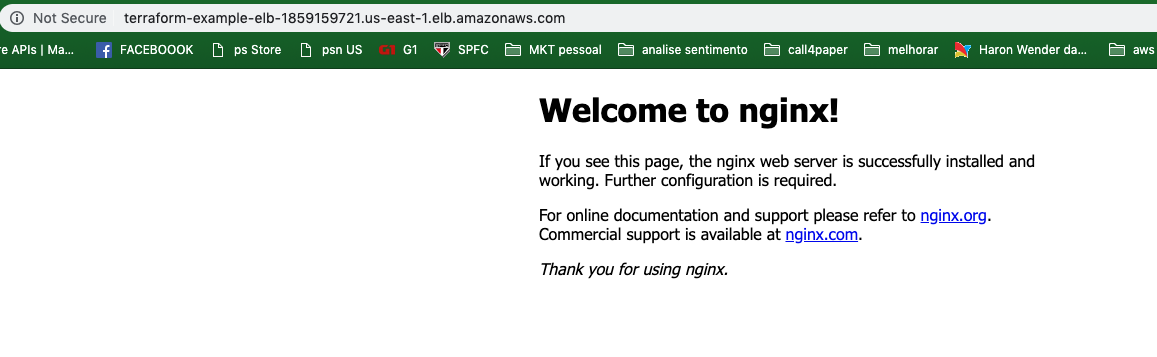 Not Secure terraform-example-elb-1859159721.us-east-1.elb.amazonaws.com
re APIs | Ma... FACEBOOOK ps Store psn US G1 G1 SPFC MKT pessoal analise sentimento call4paper melhorar Haron Wender da... aws
Welcome to nginx!
If you see this page, the nginx web server is successfully installed and
working. Further configuration is required.
For online documentation and support please refer to nginx.org.
Commercial support is available at nginx.com.
Thank you for using nginx.